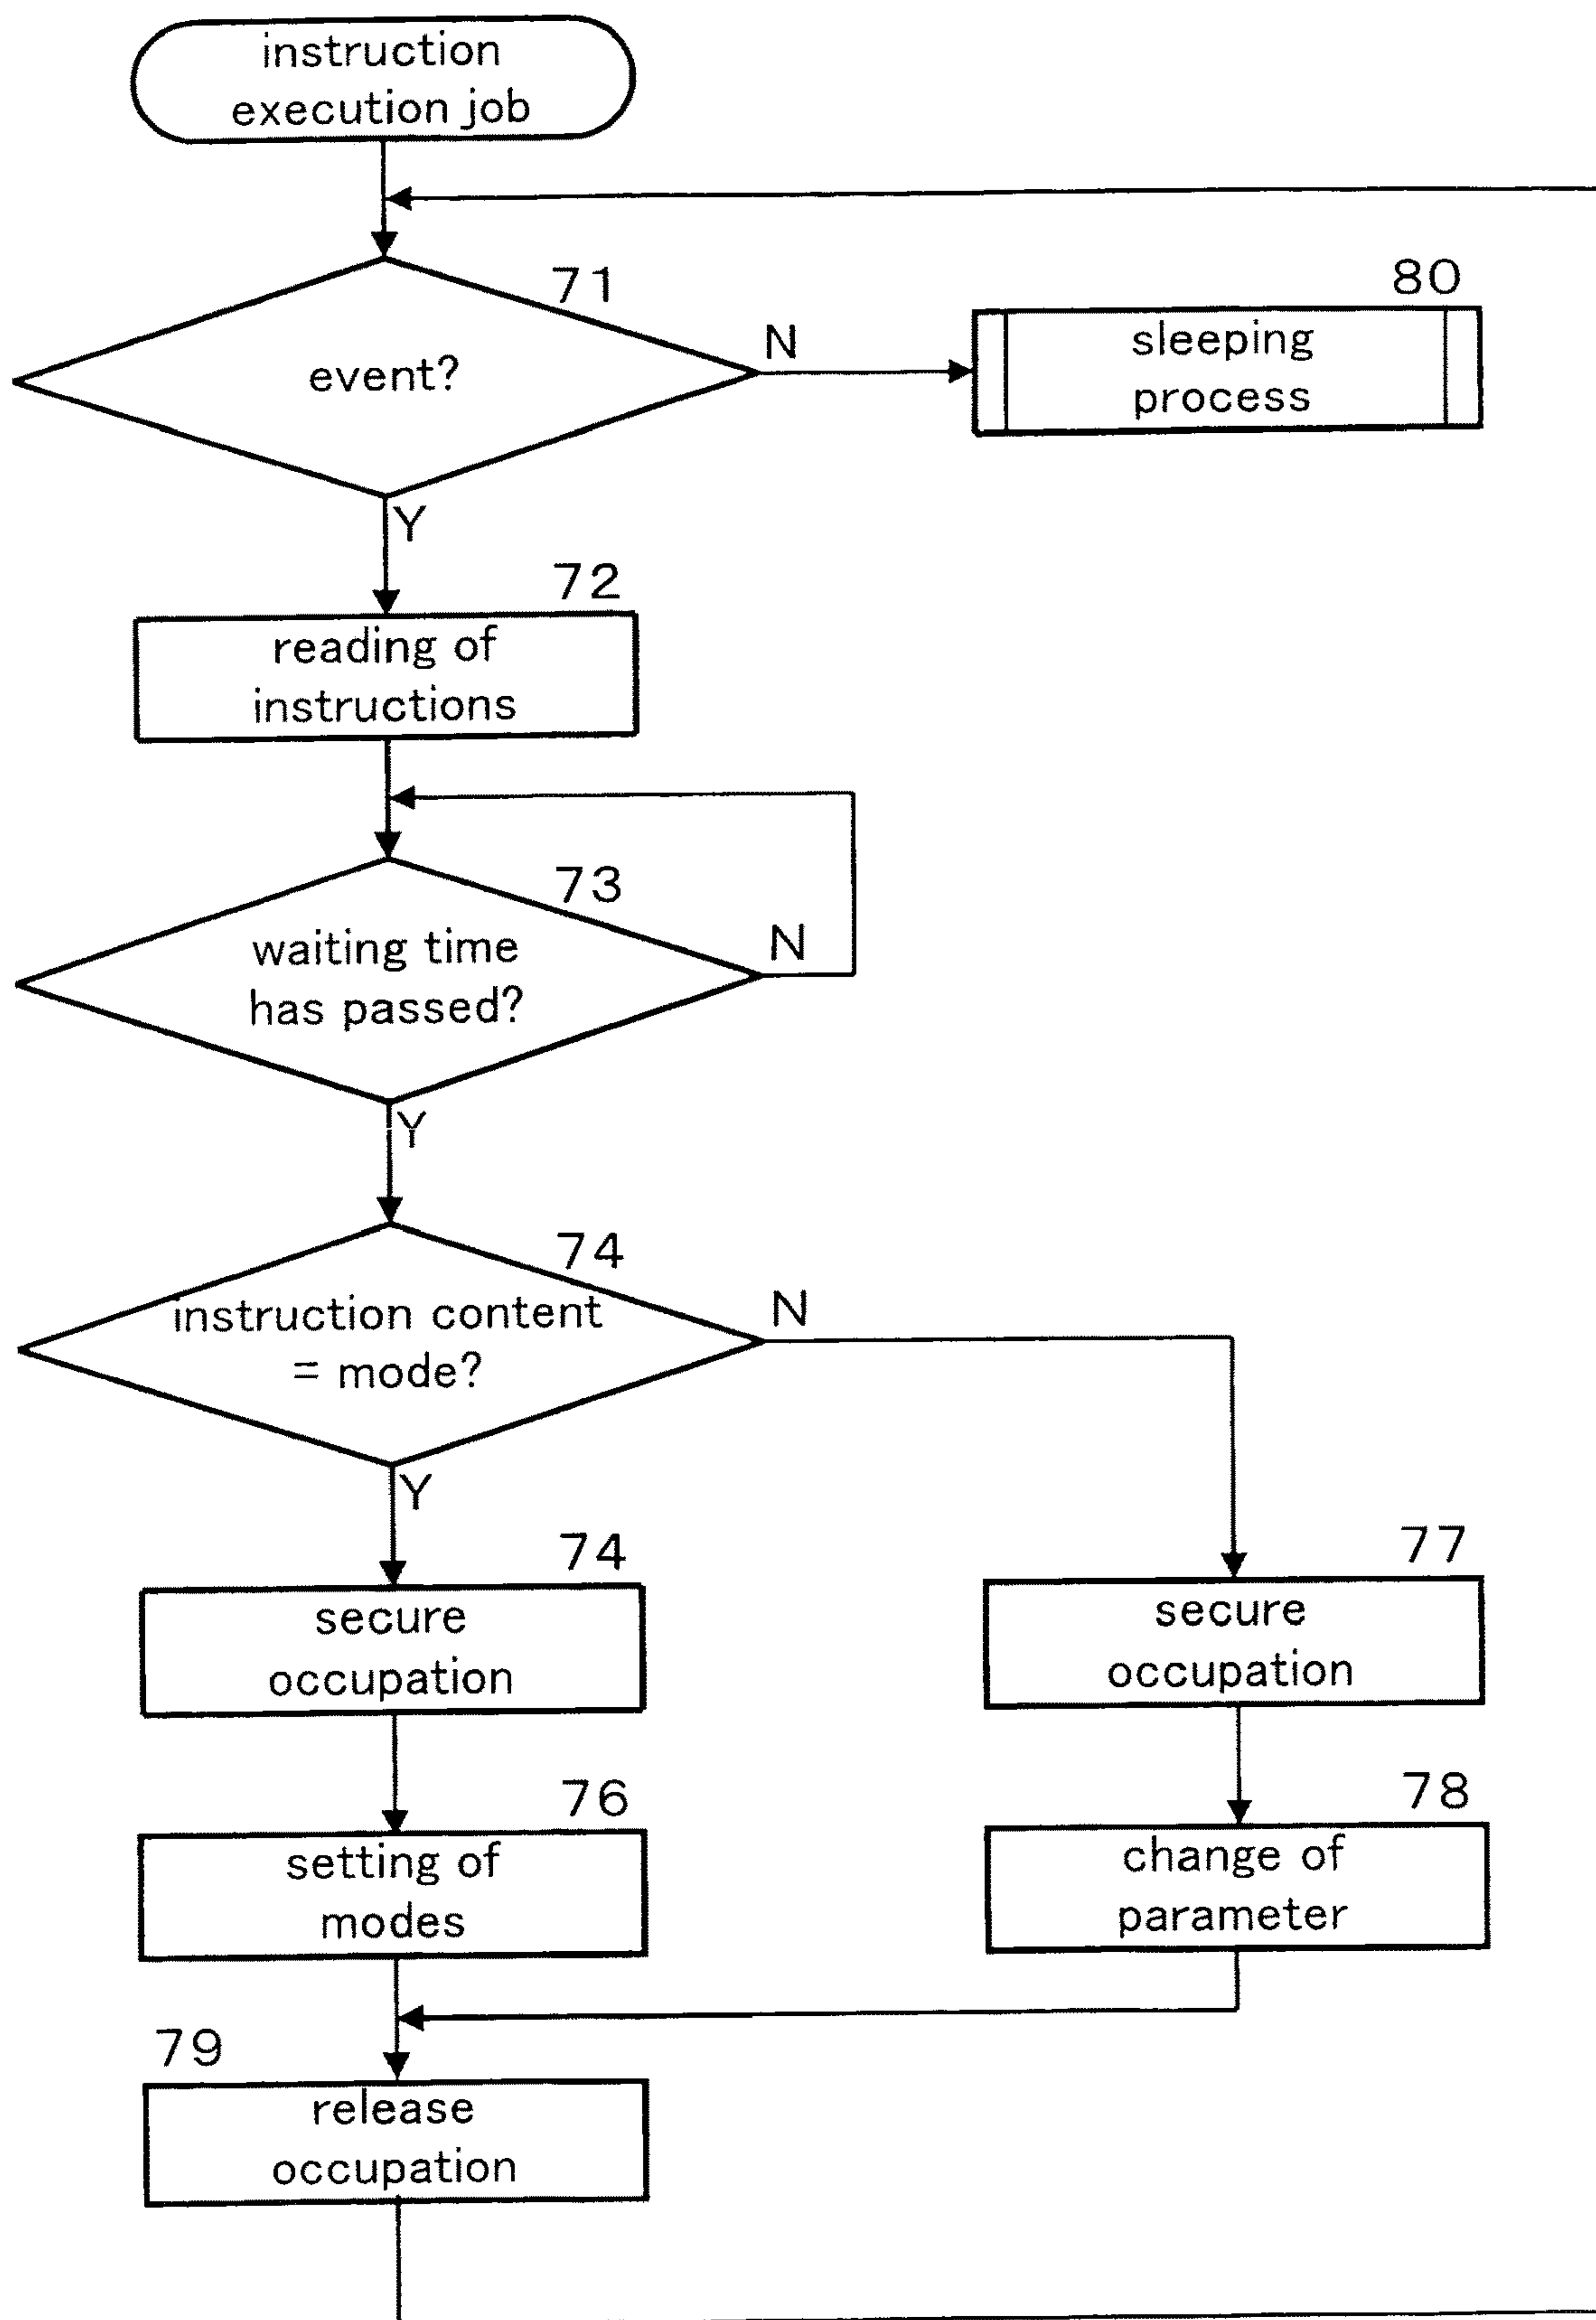 instruction
execution job
71
event?
N
80
sleeping
process
Y
72
reading of
instructions
73
waiting time
has passed?
N
Y
74
instruction content
= mode?
N
Y
74
secure
occupation
77
secure
occupation
76
setting of
modes
78
change of
parameter
79
release
occupation